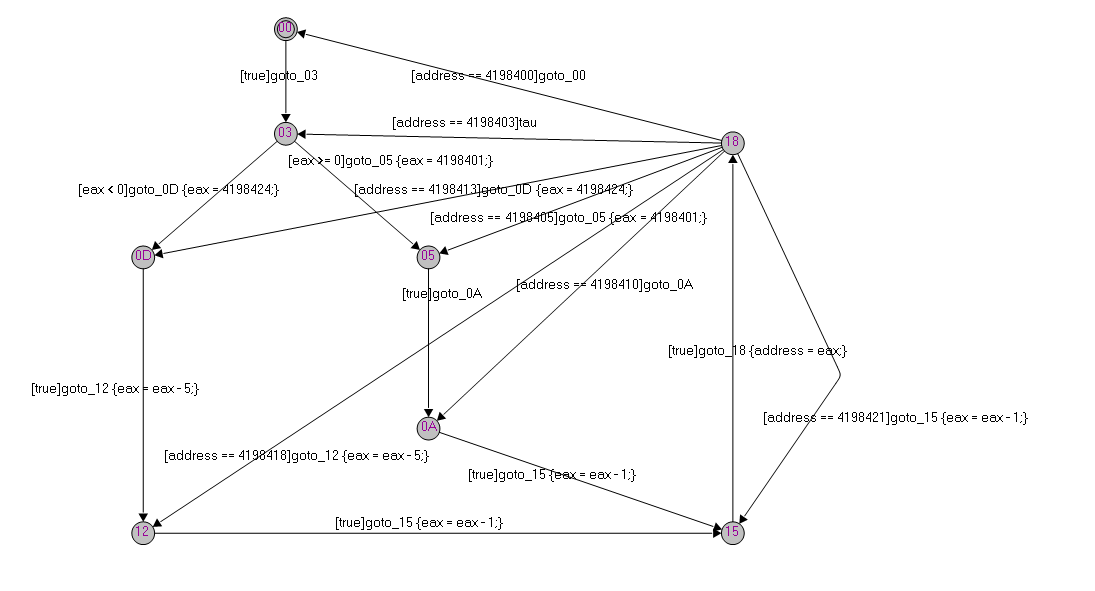 00
[true]goto_03
[address == 4198400]goto_00
[address == 4198403]tau
03
18
[eax >= 0]goto_05 {eax = 4198401;}
[eax < 0]goto_0D {eax = 4198424;}
[address == 4198413]goto_0D {eax = 4198424;}
[address == 4198405]goto_05 {eax = 4198401;}
0D
05
[address == 4198410]goto_0A
[true]goto_0A
[true]goto_18 {address = eax;}
[true]goto_12 {eax = eax - 5;}
[address == 4198421]goto_15 {eax = eax - 1;}
0A
[address == 4198418]goto_12 {eax = eax - 5;}
[true]goto_15 {eax = eax - 1;}
[true]goto_15 {eax = eax - 1;}
12
15